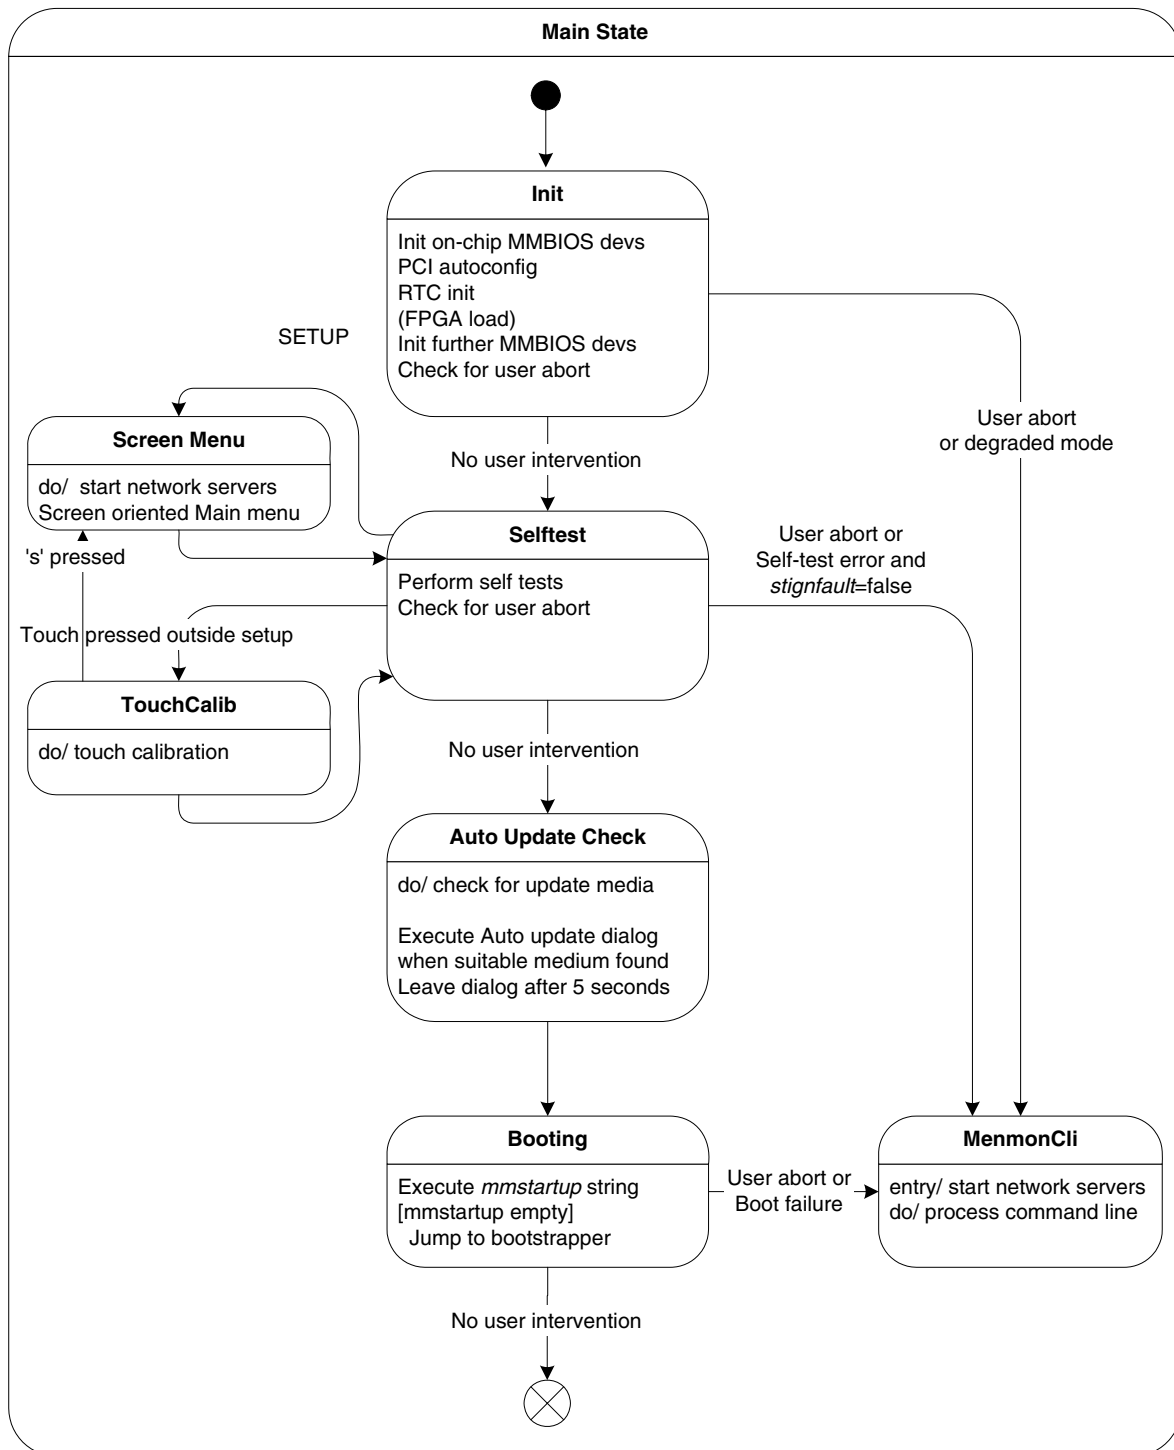 Main State
Init
Init on-chip MMBIOS devs
PCI autoconfig
RTC init
(FPGA load)
Init further MMBIOS devs
Check for user abort
SETUP
User abort
or degraded mode
Screen Menu
do/  start network servers
Screen oriented Main menu
No user intervention
Selftest
Perform self tests
Check for user abort
User abort or
Self-test error and
stignfault=false
's' pressed
Touch pressed outside setup
TouchCalib
do/ touch calibration
No user intervention
Auto Update Check
do/ check for update media
Execute Auto update dialog
when suitable medium found
Leave dialog after 5 seconds
Booting
Execute mmstartup string
[mmstartup empty]
Jump to bootstrapper
User abort or
Boot failure
MenmonCli
entry/ start network servers
do/ process command line
No user intervention